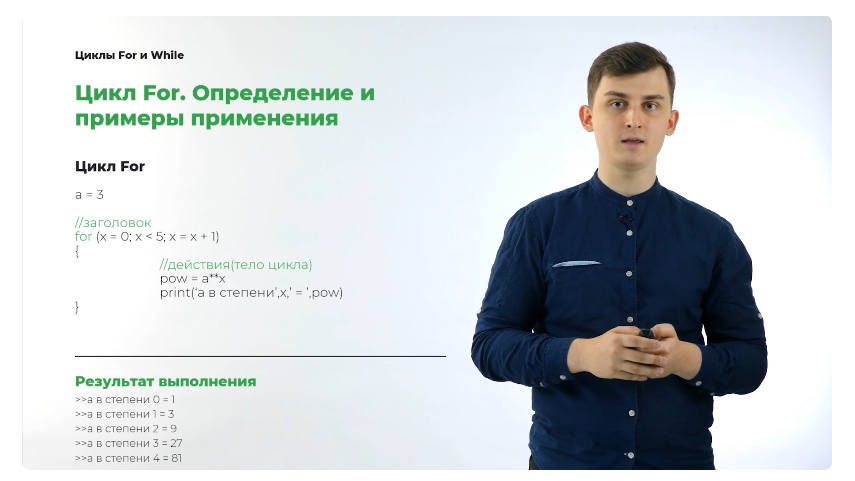 Циклы For и While
Цикл For. Определение и
примеры применения
Цикл For
a = 3
//заголовок
for (x = 0; x < 5; x = x + 1)
{
//действия(тело цикла)
pow = a**x
print('a в степени',x,' = ',pow)
}
Результат выполнения
>>a в степени 0 = 1
>>a в степени 1 = 3
>>a в степени 2 = 9
>>a в степени 3 = 27
>>a в степени 4 = 81